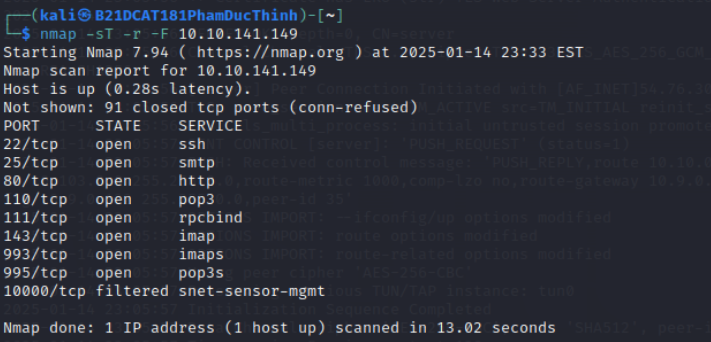 ┌──(kali㉿B21DCAT181PhamDucThinh)-[~]
└─$ nmap -sT -r -F 10.10.141.149
Starting Nmap 7.94 ( https://nmap.org ) at 2025-01-14 23:33 EST
Nmap scan report for 10.10.141.149
Host is up (0.28s latency).
Not shown: 91 closed tcp ports (conn-refused)
PORT      STATE    SERVICE
22/tcp    open     ssh
25/tcp    open     smtp
80/tcp    open     http
110/tcp   open     pop3
111/tcp   open     rpcbind
143/tcp   open     imap
993/tcp   open     imaps
995/tcp   open     pop3s
10000/tcp filtered snet-sensor-mgmt

Nmap done: 1 IP address (1 host up) scanned in 13.02 seconds